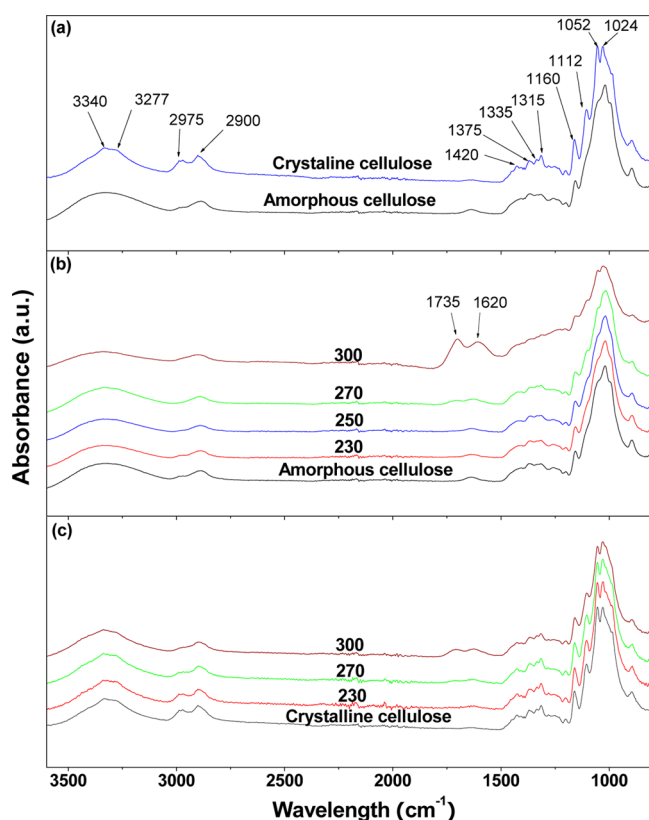 (a)
1052
1024
1112
1160
3340
3277
2975
2900
1335
1315
1375
1420
Crystaline cellulose
Amorphous cellulose
(b)
1735
1620
300
270
250
230
Amorphous cellulose
(c)
300
270
230
Crystalline cellulose
Absorbance (a.u.)
3500 3000 2500 2000 1500 1000
Wavelength (cm⁻¹)